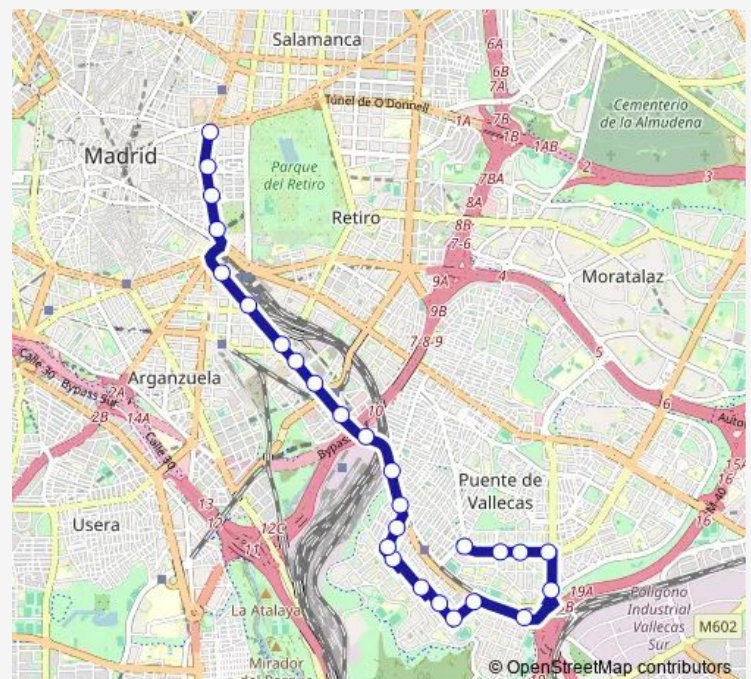 Salamanca
6A
6B
7A
Túnel de O'Donnell
1A
7B
1B
1AB
2
3
Cementerio
de la Almudena
Madrid
Parque
del Retiro
7BA
8A
Retiro
8B
7-6
9A
4
Moratalaz
9B
7-8-9
Calle 30
Bypass Sur
Arganzuela
5
2A
14A
2B
10
6
Calle 30
Bypass
Puente de
Vallecas
15A
16
M-40
16
Usera
13
12
12C
11
La Atalaya
19A
B
Polígono
Industrial
Vallecas
Sur
M602
Mirador
© OpenStreetMap contributors